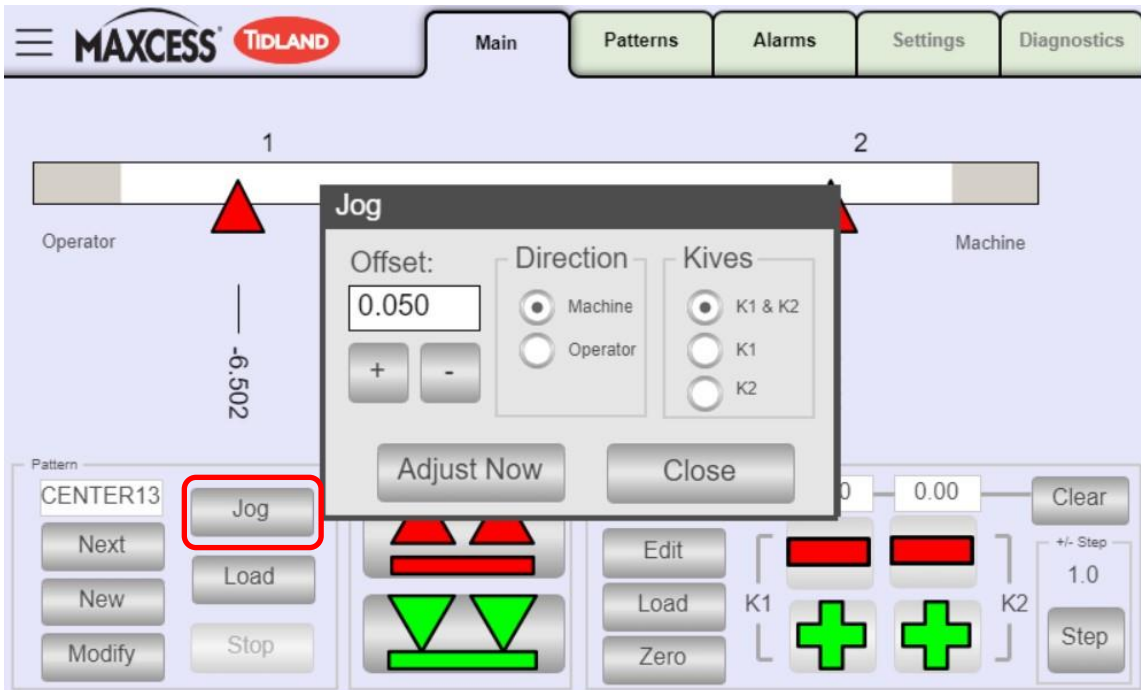 MAXCESS TIDLAND Main Patterns Alarms Settings Diagnostics
1 2
Operator Machine
-6.502
Jog
Offset: Direction Kives
0.050 Machine K1 & K2
+ - Operator K1
K2
Adjust Now Close
Pattern
CENTER13 Jog 0 0.00 Clear
Next Load Edit +/- Step
1.0
New Load K1 K2
Modify Stop Zero Step